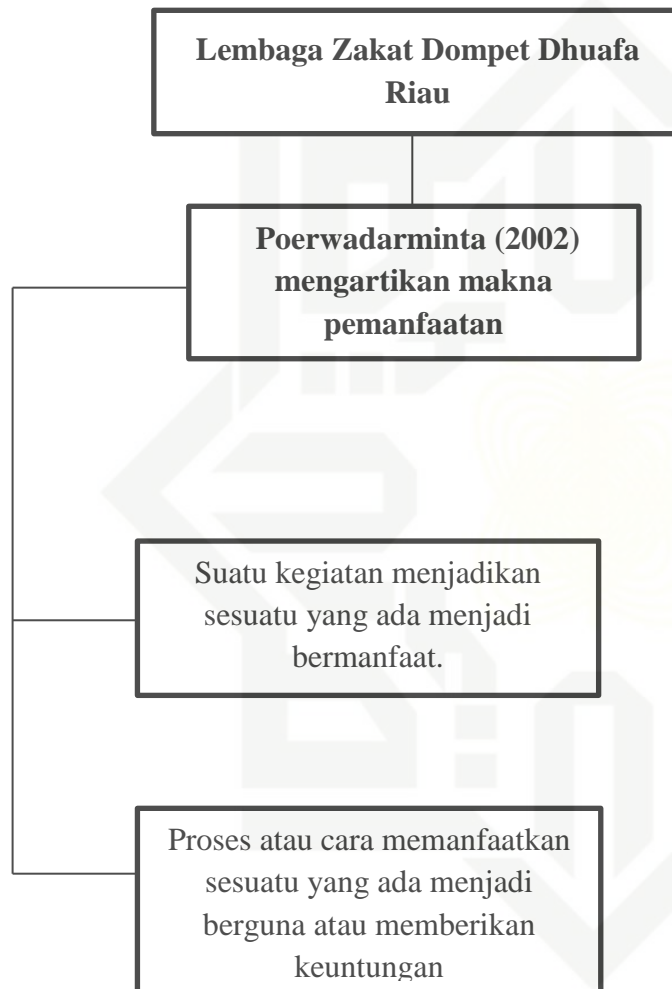 Lembaga Zakat Dompet Dhuafa
Riau
Poerwadarminta (2002)
mengartikan makna
pemanfaatan
Suatu kegiatan menjadikan
sesuatu yang ada menjadi
bermanfaat.
Proses atau cara memanfaatkan
sesuatu yang ada menjadi
berguna atau memberikan
keuntungan